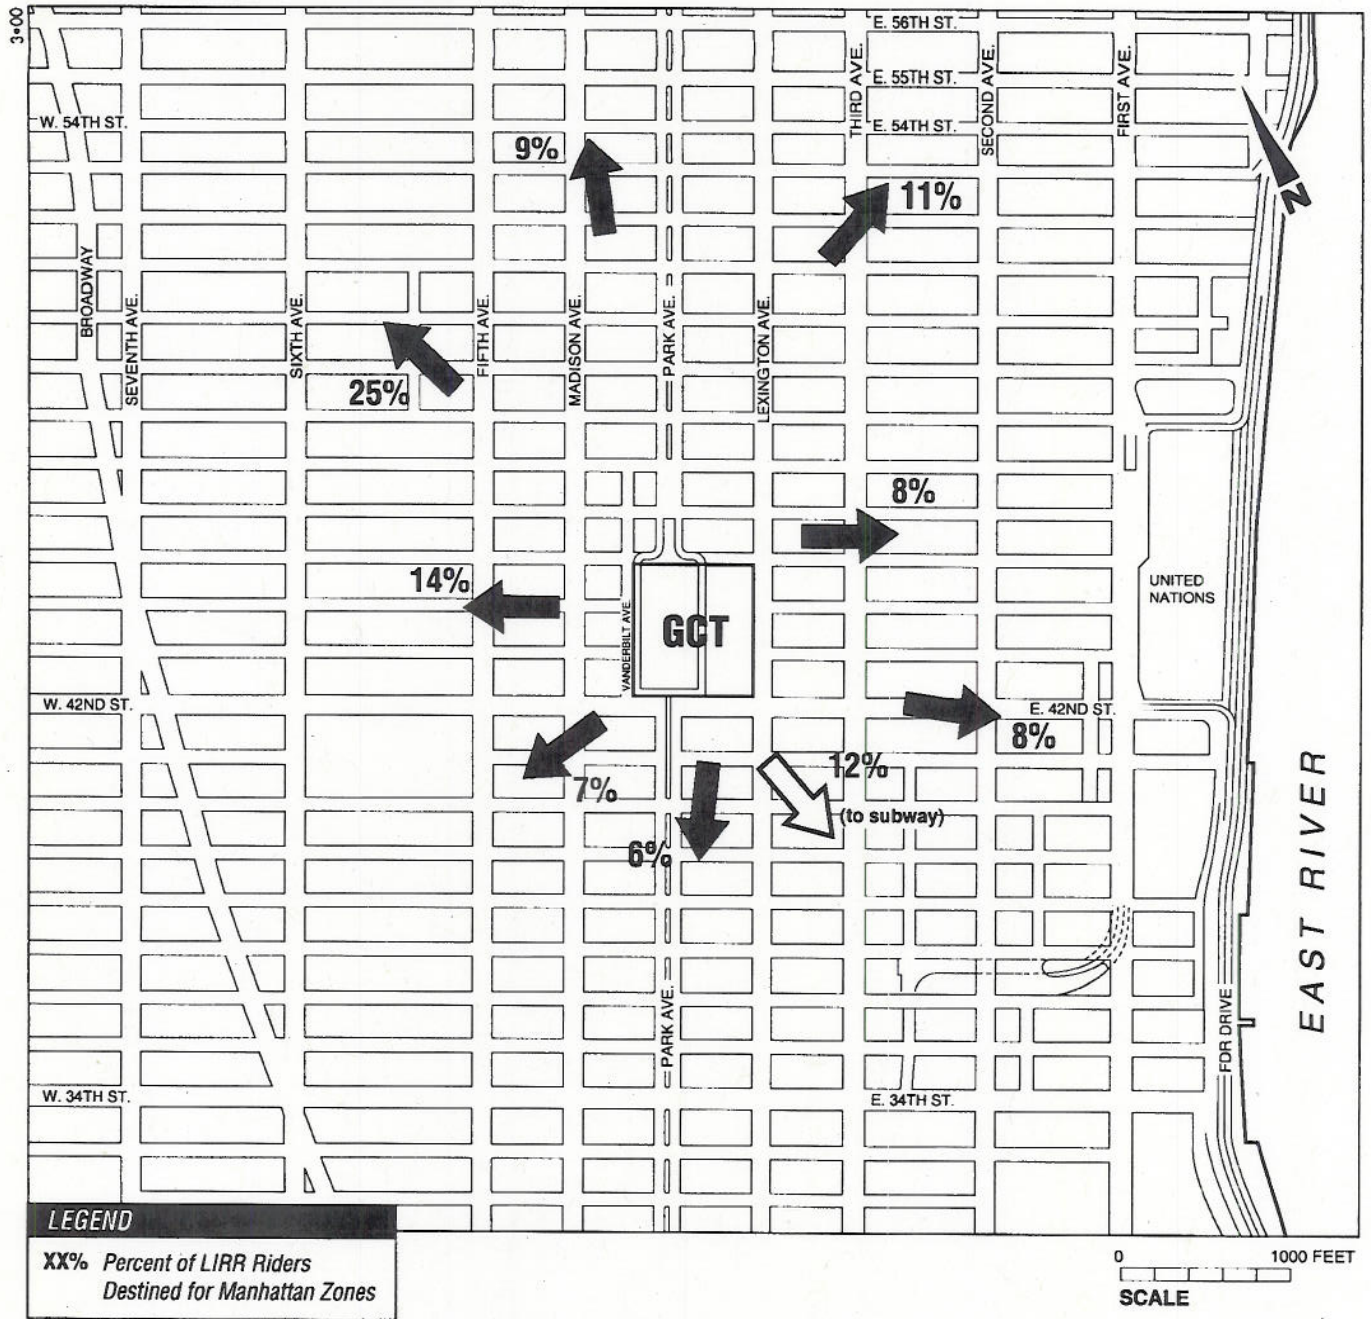 3•00
E. 56TH ST.
E. 55TH ST.
E. 54TH ST.
THIRD AVE.
SECOND AVE.
FIRST AVE.
W. 54TH ST.
9%
11%
N
BROADWAY
SEVENTH AVE.
SIXTH AVE.
FIFTH AVE.
MADISON AVE.
PARK AVE.
LEXINGTON AVE.
25%
8%
14%
UNITED
NATIONS
VANDERBILT AVE.
GCT
W. 42ND ST.
E. 42ND ST.
8%
7%
12%
(to subway)
6%
EAST RIVER
PARK AVE.
FDR DRIVE
W. 34TH ST.
E. 34TH ST.
LEGEND
XX% Percent of LIRR Riders
Destined for Manhattan Zones
0 1000 FEET
SCALE